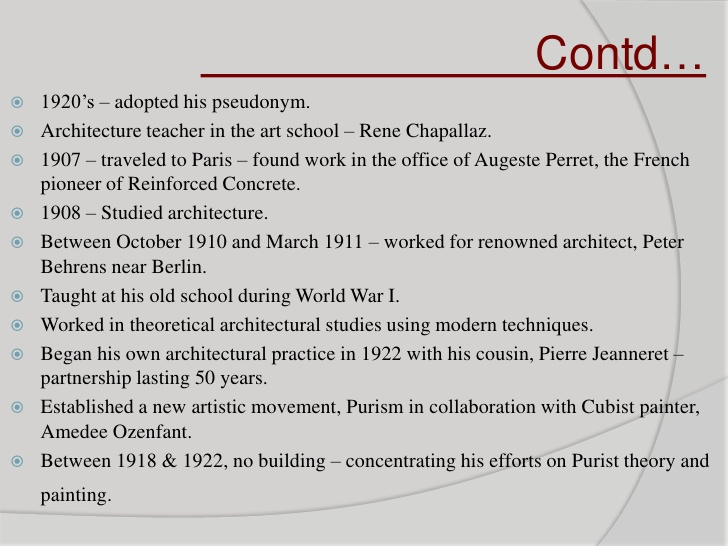 Contd…
1920’s – adopted his pseudonym.
Architecture teacher in the art school – Rene Chapallaz.
1907 – traveled to Paris – found work in the office of Augeste Perret, the French
pioneer of Reinforced Concrete.
1908 – Studied architecture.
Between October 1910 and March 1911 – worked for renowned architect, Peter
Behrens near Berlin.
Taught at his old school during World War I.
Worked in theoretical architectural studies using modern techniques.
Began his own architectural practice in 1922 with his cousin, Pierre Jeanneret –
partnership lasting 50 years.
Established a new artistic movement, Purism in collaboration with Cubist painter,
Amedee Ozenfant.
Between 1918 & 1922, no building – concentrating his efforts on Purist theory and
painting.